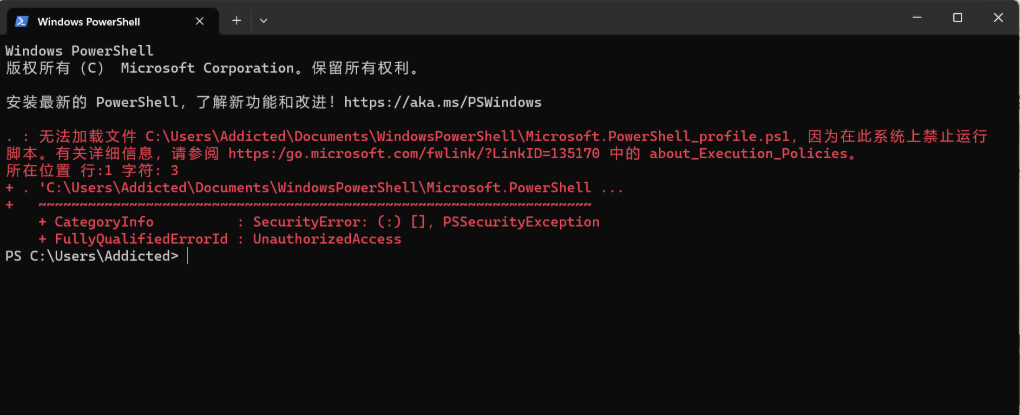 Windows PowerShell
Windows PowerShell
版权所有（C） Microsoft Corporation。保留所有权利。
安装最新的 PowerShell，了解新功能和改进！https://aka.ms/PSWindows
. : 无法加载文件 C:\Users\Addicted\Documents\WindowsPowerShell\Microsoft.PowerShell_profile.ps1，因为在此系统上禁止运行
脚本。有关详细信息，请参阅 https:/go.microsoft.com/fwlink/?LinkID=135170 中的 about_Execution_Policies。
所在位置 行:1 字符: 3
+ . 'C:\Users\Addicted\Documents\WindowsPowerShell\Microsoft.PowerShell ...
+   ~~~~~~~~~~~~~~~~~~~~~~~~~~~~~~~~~~~~~~~~~~~~~~~~~~~~~~~~~~~~~~~~~~~
    + CategoryInfo          : SecurityError: (:) [], PSSecurityException
    + FullyQualifiedErrorId : UnauthorizedAccess
PS C:\Users\Addicted>